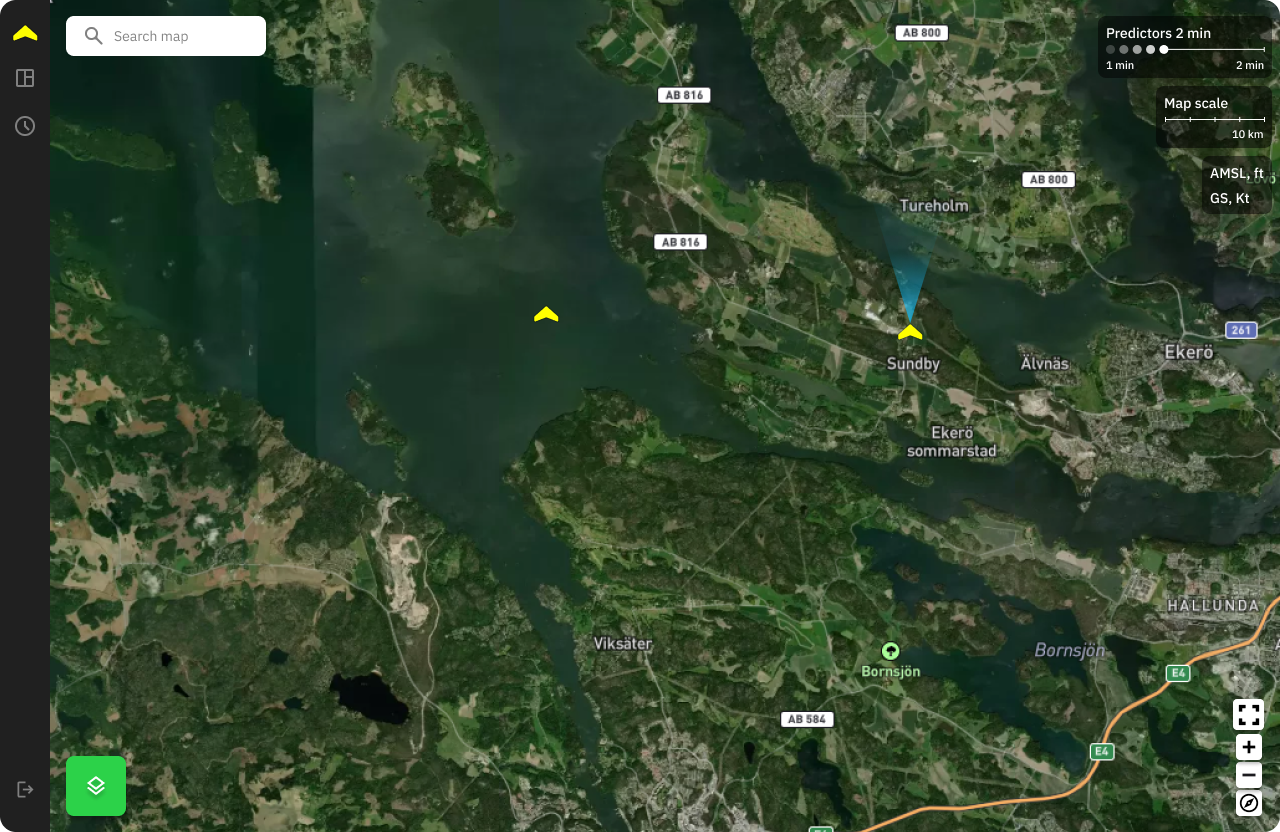 Search map
AB 800
Predictors 2 min
1 min
2 min
AB 816
Map scale
10 km
AB 800
AMSL, ft
GS, Kt
Tureholm
AB 816
261
Ekerö
Sundby
Älvnäs
Ekerö
sommarstad
HALLUNDA
Viksäter
Bornsjön
Bornsjön
E4
AB 584
E4